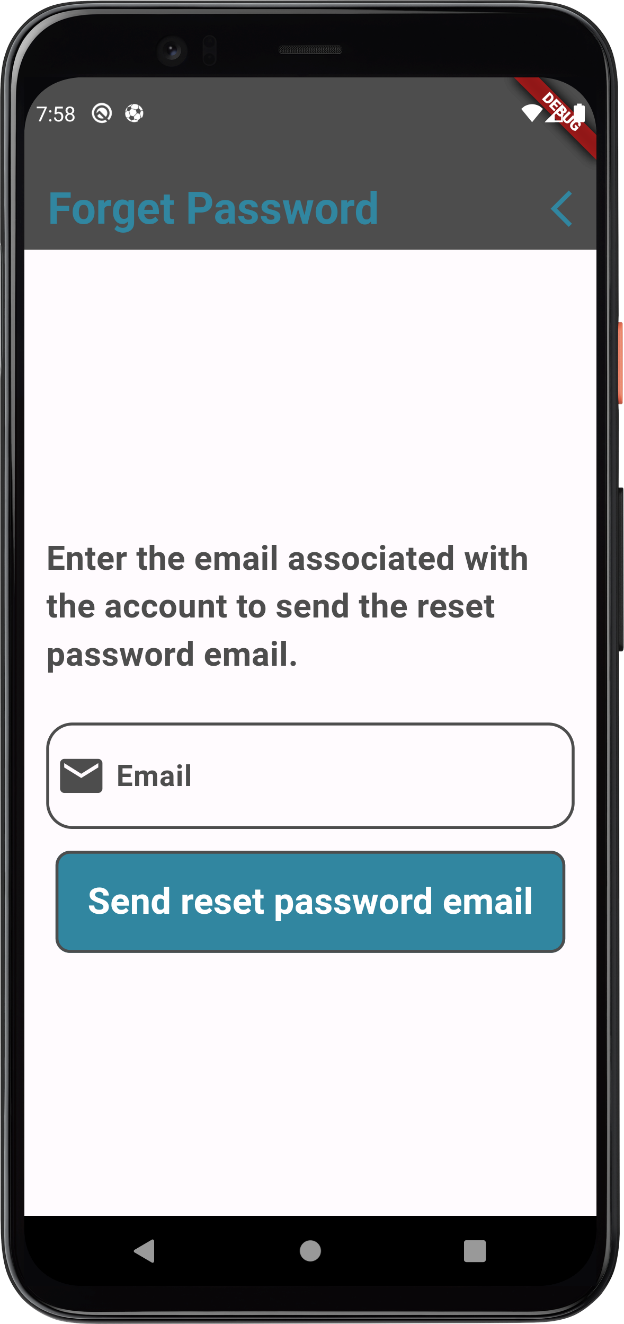 7:58
DEBUG
Forget Password
Enter the email associated with
the account to send the reset
password email.
Email
Send reset password email